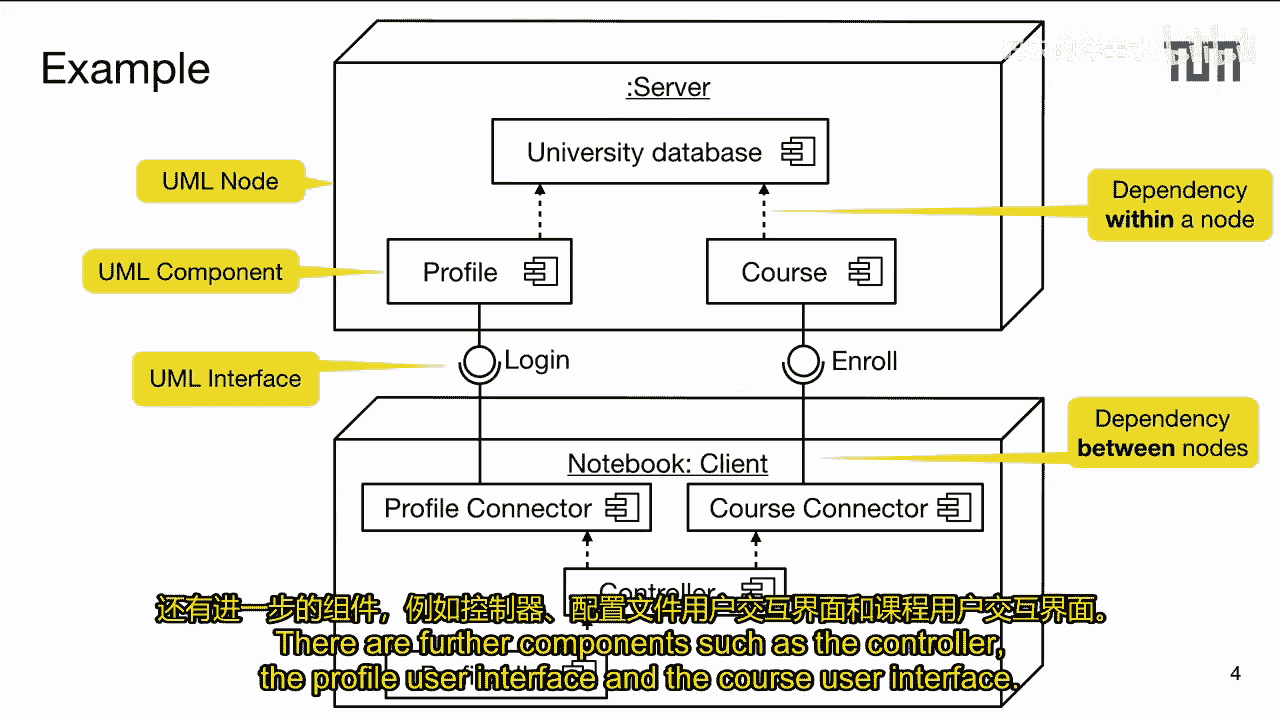 Example
:Server
University database
UML Node
Dependency
within a node
UML Component
Profile
Course
Login
Enroll
UML Interface
Dependency
between nodes
Notebook: Client
Profile Connector
Course Connector
Controller
还有进一步的组件，例如控制器、配置文件用户交互界面和课程用户交互界面。
There are further components such as the controller,
the profile user interface and the course user interface.
4